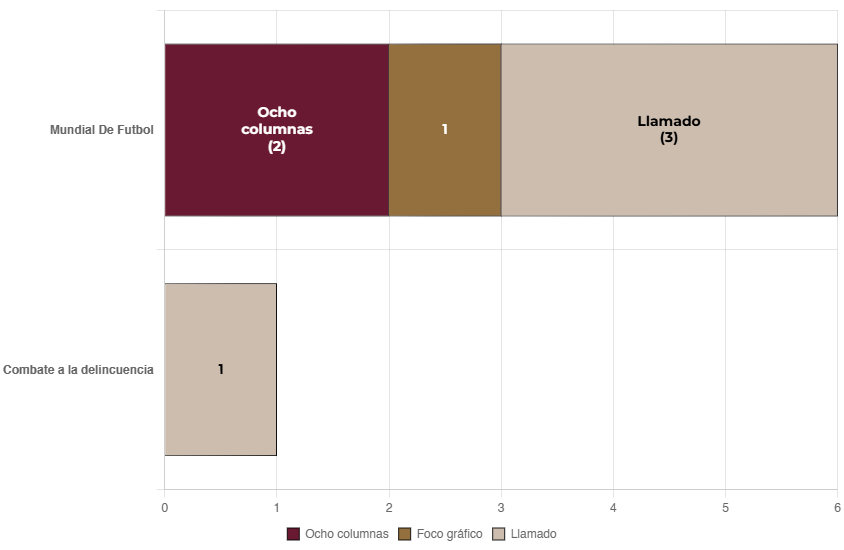 Mundial De Futbol
Ocho
columnas
(2)
1
Llamado
(3)
Combate a la delincuencia
1
0 1 2 3 4 5 6
Ocho columnas Foco gráfico Llamado